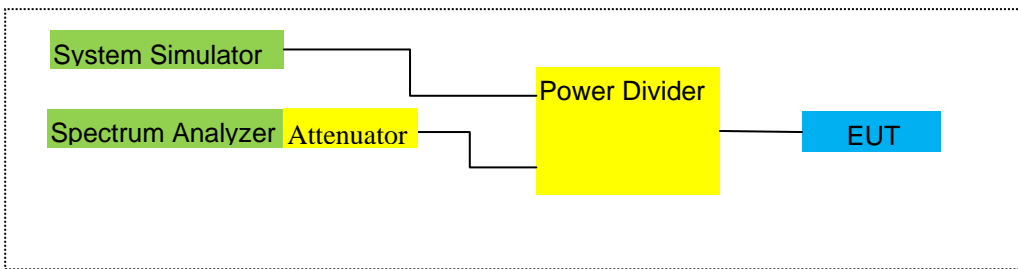 System Simulator
Power Divider
Spectrum Analyzer Attenuator
EUT